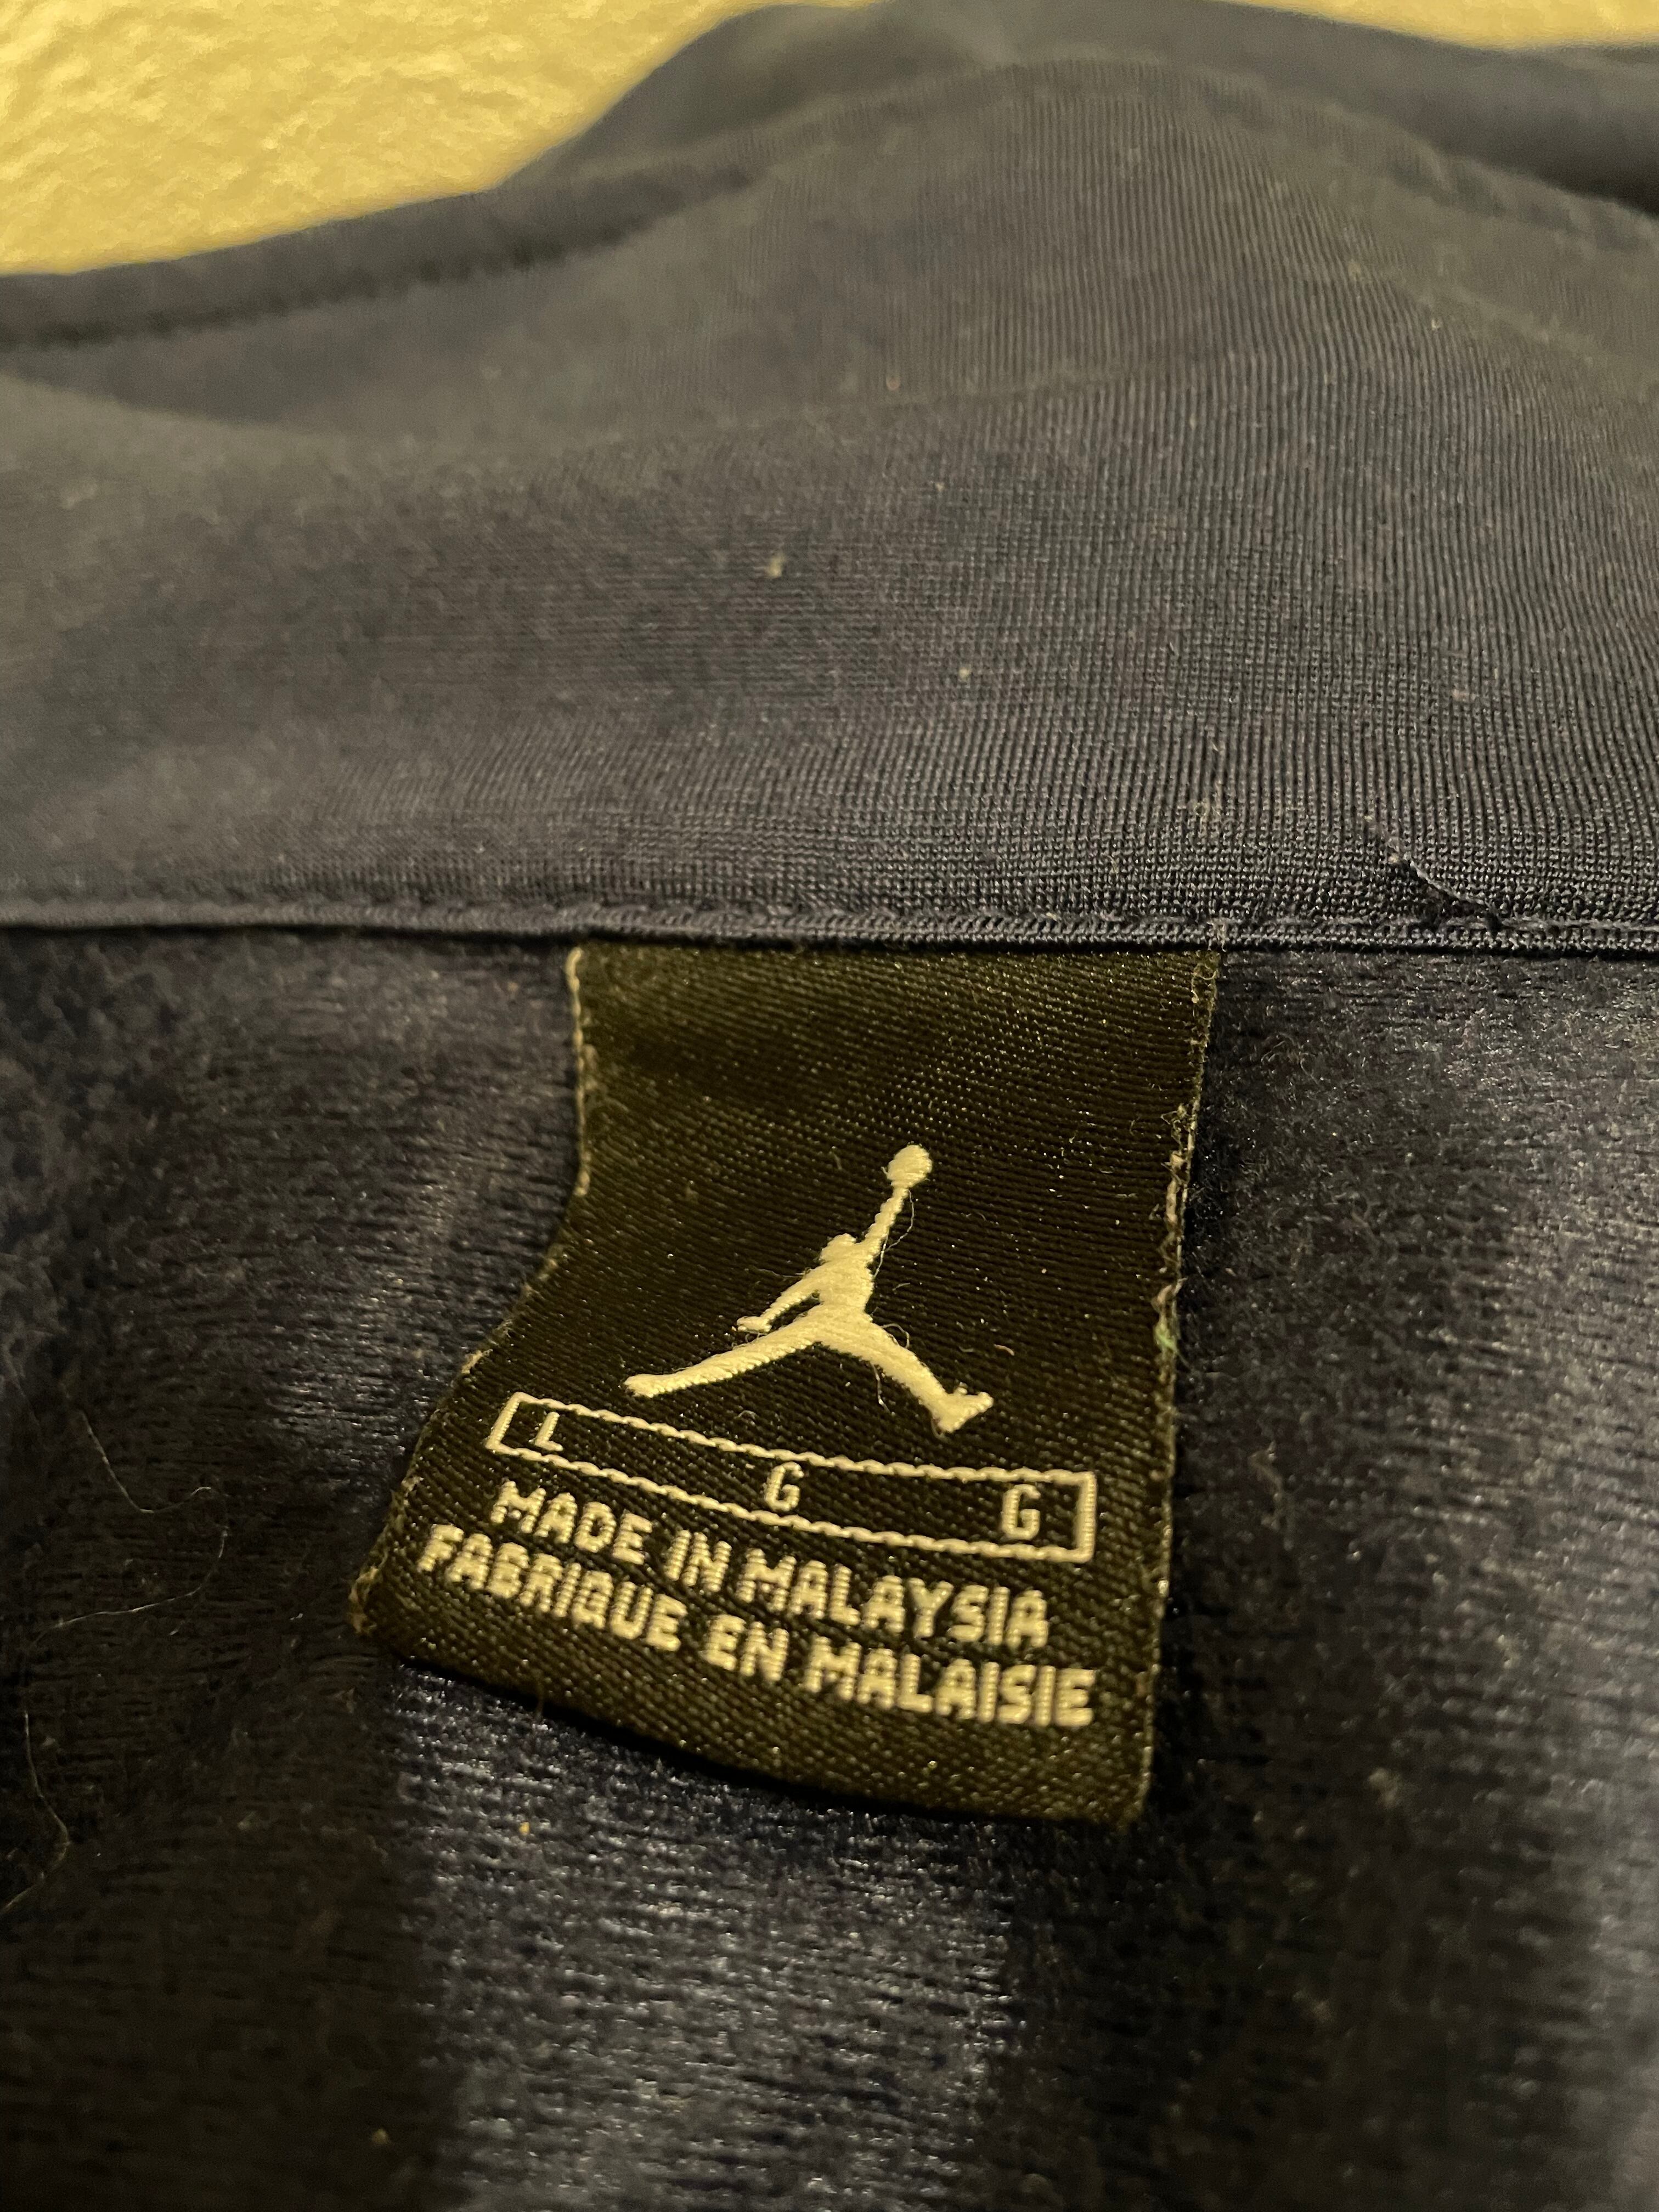 L G G
MADE IN MALAYSIA
FABRIQUE EN MALAISIE